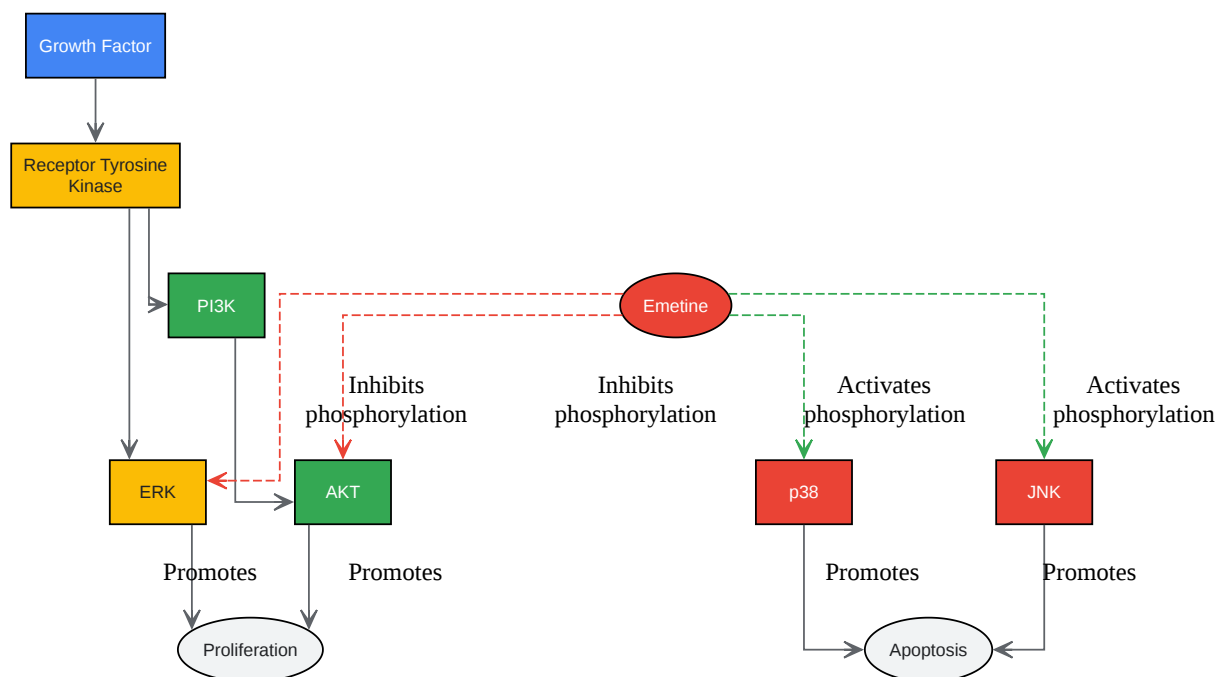 Growth Factor
Receptor Tyrosine
Kinase
PI3K
Emetine
Inhibits
phosphorylation
Inhibits
phosphorylation
Activates
phosphorylation
Activates
phosphorylation
ERK
AKT
p38
JNK
Promotes
Promotes
Promotes
Promotes
Proliferation
Apoptosis